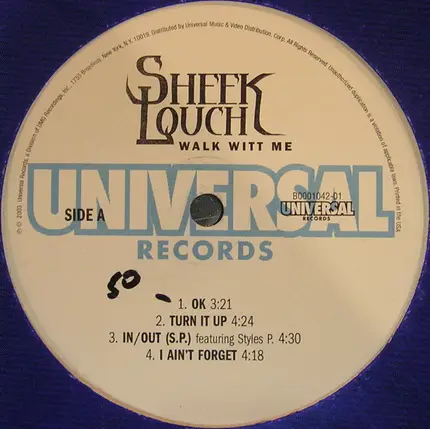 ℗ © 2003 Universal Records, a Division of UMG Recordings, Inc. 1755 Broadway, New York, N.Y. 10019. Distributed by Universal Music & Video Distribution, Corp. All Rights Reserved. Unauthorized duplication is a violation of applicable laws. Printed in the USA.
SHEEK
LOUCH
WALK WITT ME
UNIVERSAL
RECORDS
SIDE A
B0001042-01
UNIVERSAL
RECORDS
50
1. OK 3:21
2. TURN IT UP 4:24
3. IN/OUT (S.P.) featuring Styles P. 4:30
4. I AIN'T FORGET 4:18